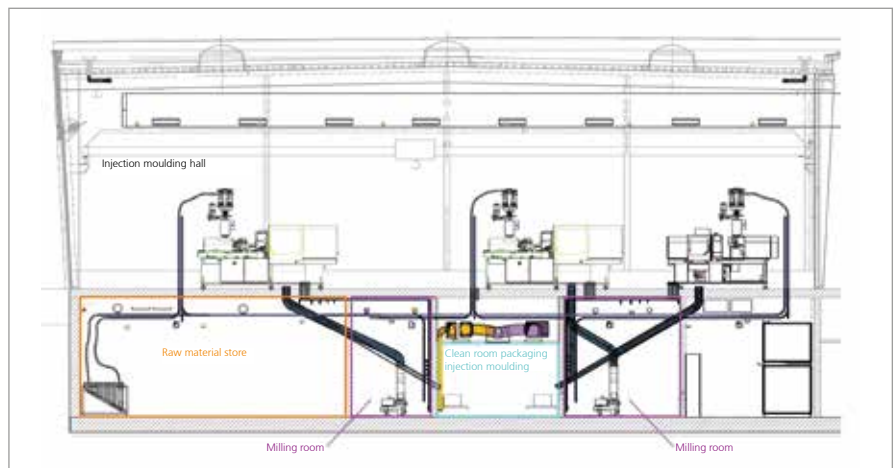 Injection moulding hall
Raw material store
Clean room packaging
injection moulding
Milling room
Milling room